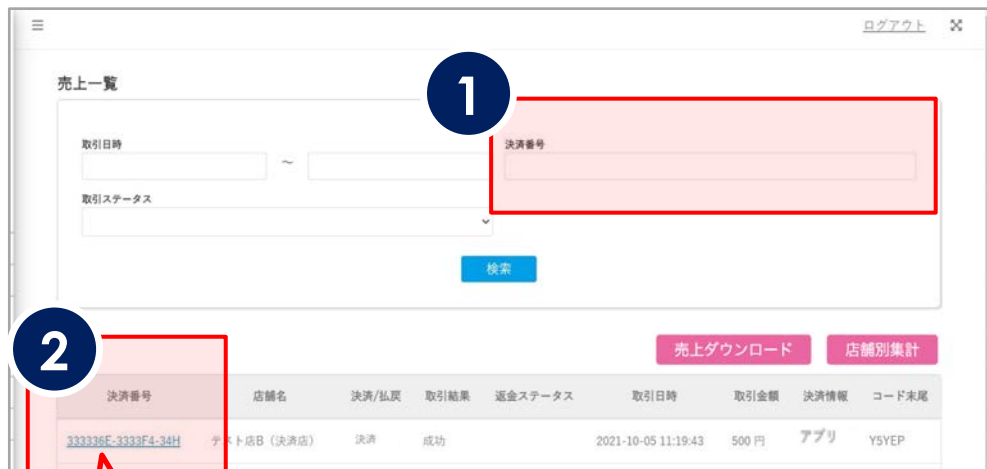 ログアウト
売上一覧
1
取引日時
決済番号
~
取引ステータス
検索
2
売上ダウンロード
店舗別集計
決済番号 店舗名 決済/払戻 取引結果 返金ステータス 取引日時 取引金額 決済情報 コード末尾
333336E-3333F4-34H テスト店B（決済店） 決済 成功 2021-10-05 11:19:43 500 円 アプリ Y5YEP